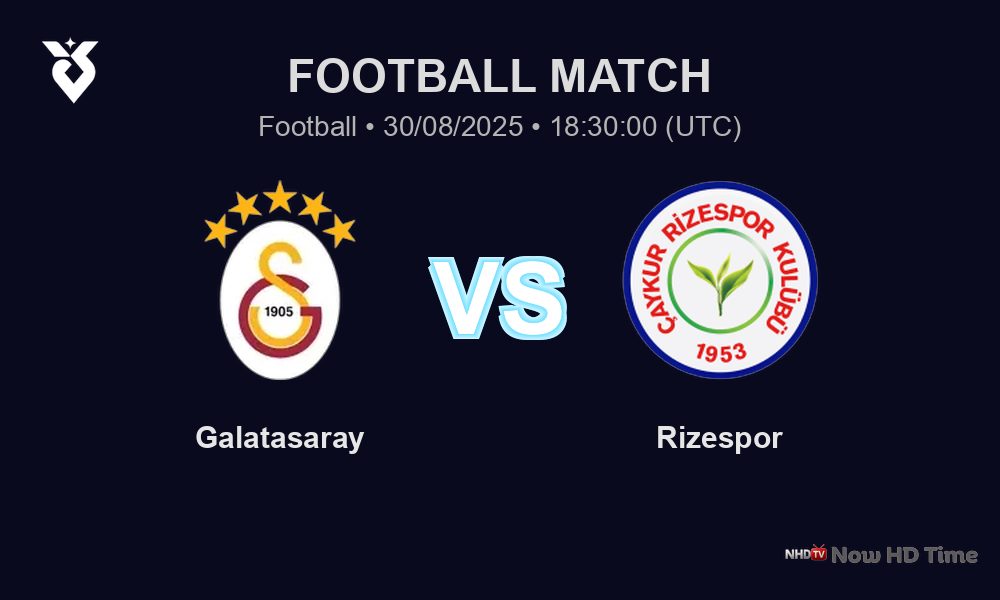 FOOTBALL MATCH
Football • 30/08/2025 • 18:30:00 (UTC)
1905
VS
ÇAYKUR RİZESPOR KULÜBÜ
1953
Galatasaray
Rizespor
NHDTV Now HD Time